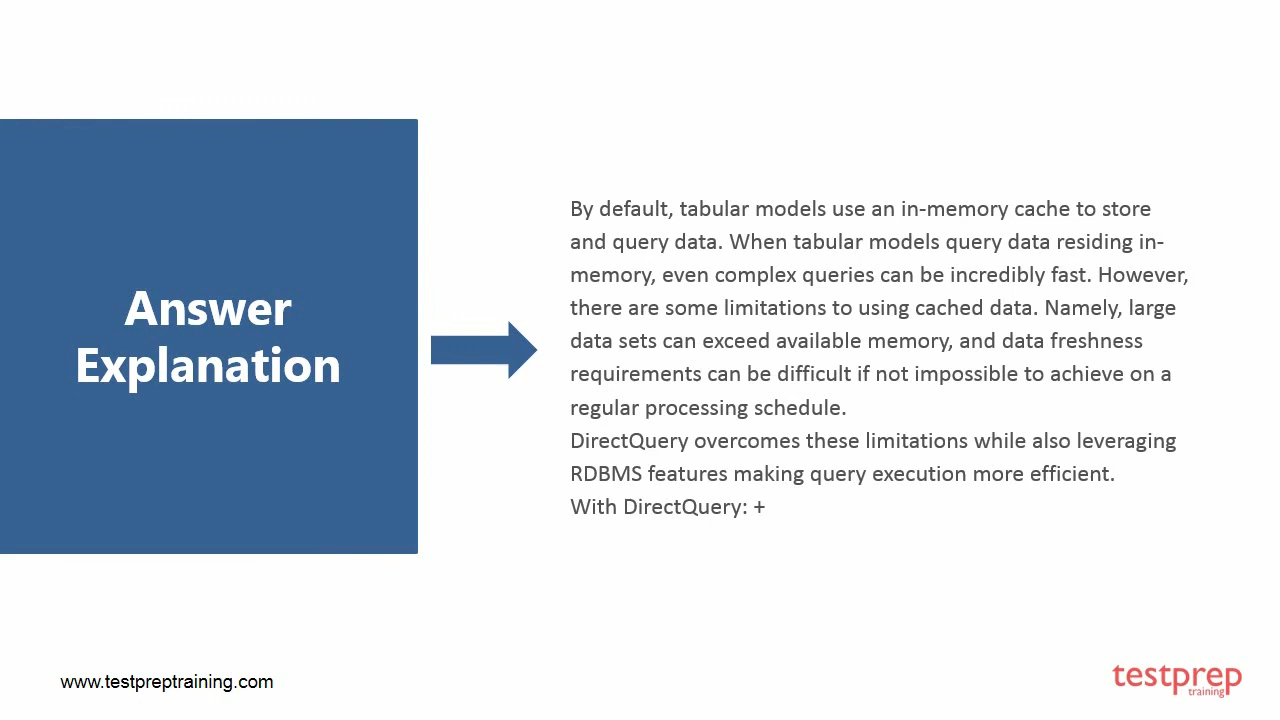 Answer
Explanation
By default, tabular models use an in-memory cache to store
and query data. When tabular models query data residing in-
memory, even complex queries can be incredibly fast. However,
there are some limitations to using cached data. Namely, large
data sets can exceed available memory, and data freshness
requirements can be difficult if not impossible to achieve on a
regular processing schedule.
DirectQuery overcomes these limitations while also leveraging
RDBMS features making query execution more efficient.
With DirectQuery: +
www.testpreptraining.com
testprep
training